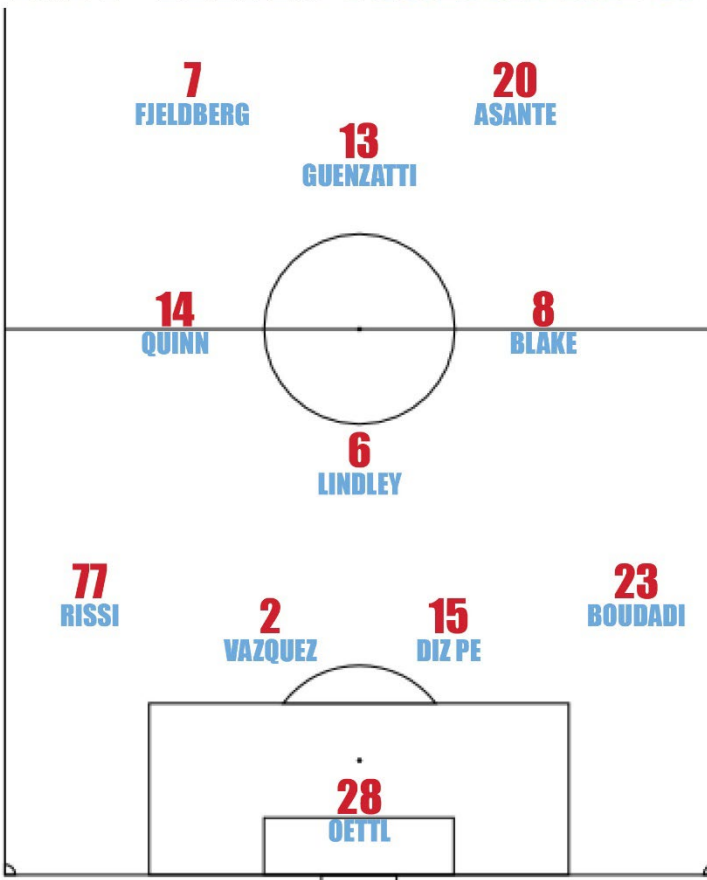 7
FJELDBERG
20
ASANTE
13
GUENZATTI
14
QUINN
8
BLAKE
6
LINDLEY
77
RISSI
23
BOUDADI
2
VAZQUEZ
15
DIZ PE
28
OETTL